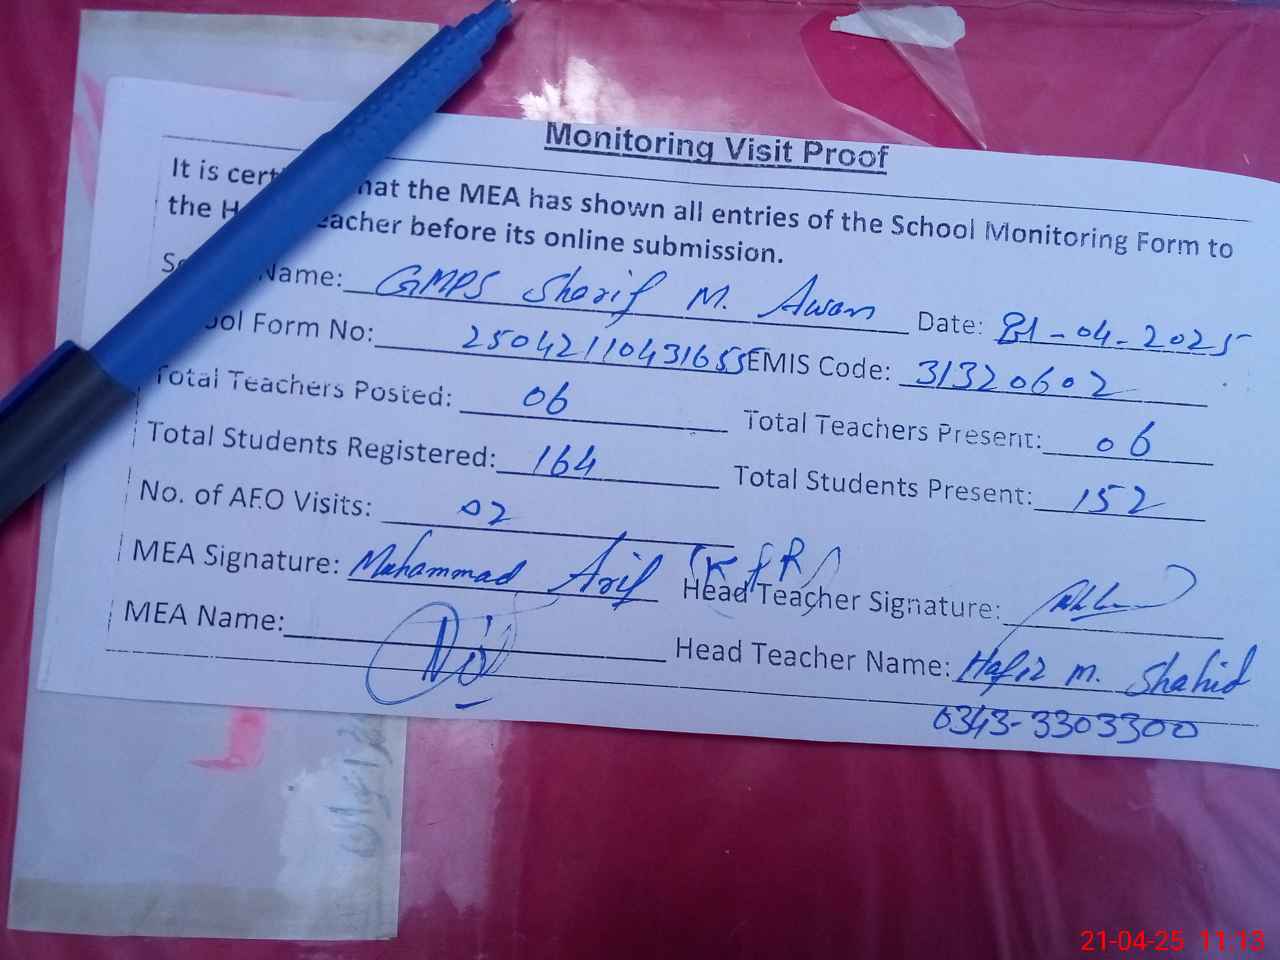 Monitoring Visit Proof
It is cert hat the MEA has shown all entries of the School Monitoring Form to
the H eacher before its online submission.
Name: GMPS Sharif M. Awan Date: 21-04-2025
ool Form No: 25042110431655 EMIS Code: 31320602
Total Teachers Posted: 06 Total Teachers Present: 06
Total Students Registered: 164 Total Students Present: 152
No. of AEO Visits: 02
MEA Signature: Muhammad Arif Head Teacher Signature:
MEA Name: Head Teacher Name: Hafiz M. Shahid
0343-3303300
21-04-25 11:13